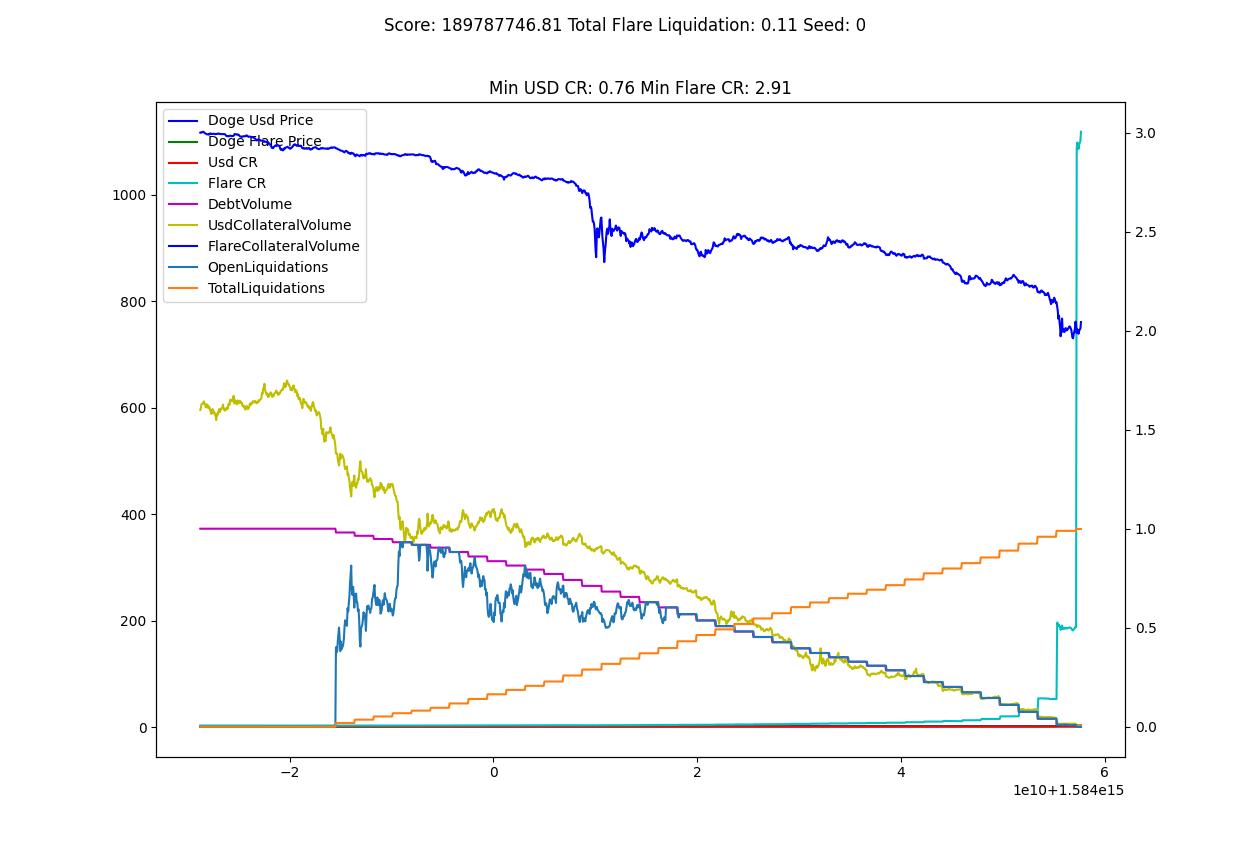 Score: 189787746.81 Total Flare Liquidation: 0.11 Seed: 0
Min USD CR: 0.76 Min Flare CR: 2.91
Doge Usd Price
Doge Flare Price
Usd CR
Flare CR
DebtVolume
UsdCollateralVolume
FlareCollateralVolume
OpenLiquidations
TotalLiquidations
1000
800
600
400
200
0
3.0
2.5
2.0
1.5
1.0
0.5
0.0
−2 0 2 4 6
1e10+1.584e15